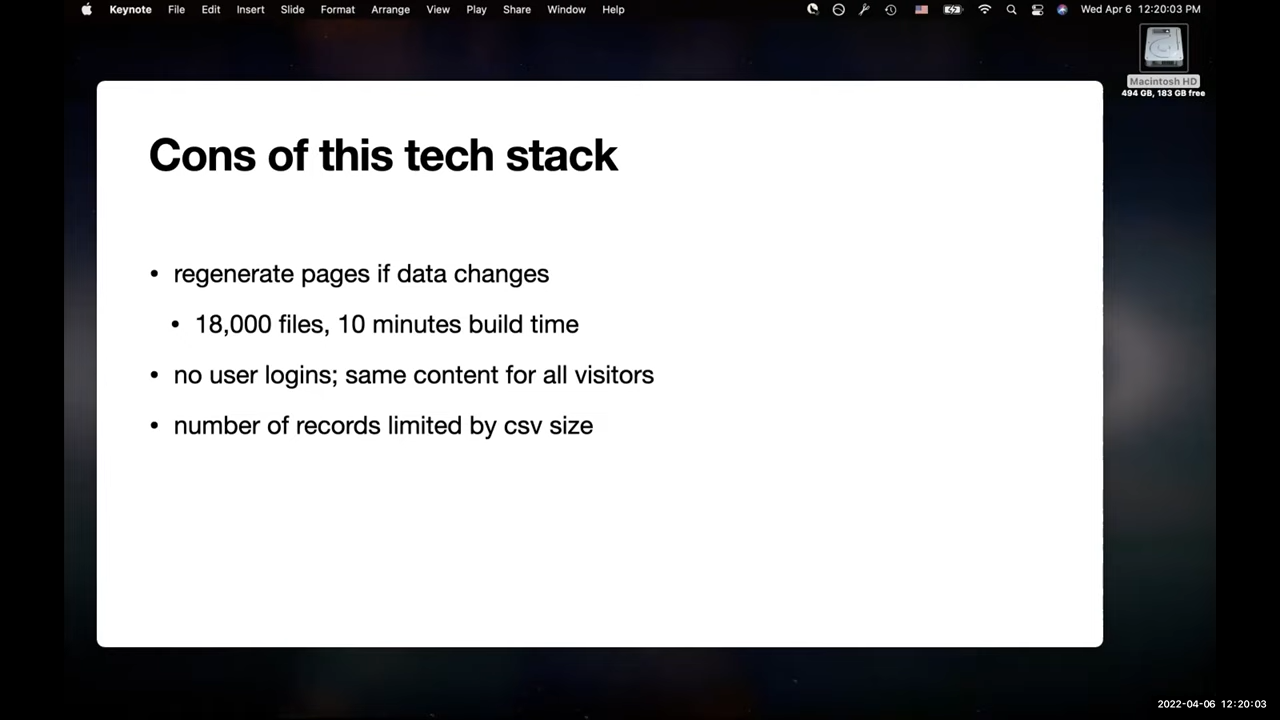 Keynote File Edit Insert Slide Format Arrange View Play Share Window Help Wed Apr 6 12:20:03 PM
Macintosh HD
494 GB, 183 GB free
Cons of this tech stack
• regenerate pages if data changes
• 18,000 files, 10 minutes build time
• no user logins; same content for all visitors
• number of records limited by csv size
2022-04-06 12:20:03